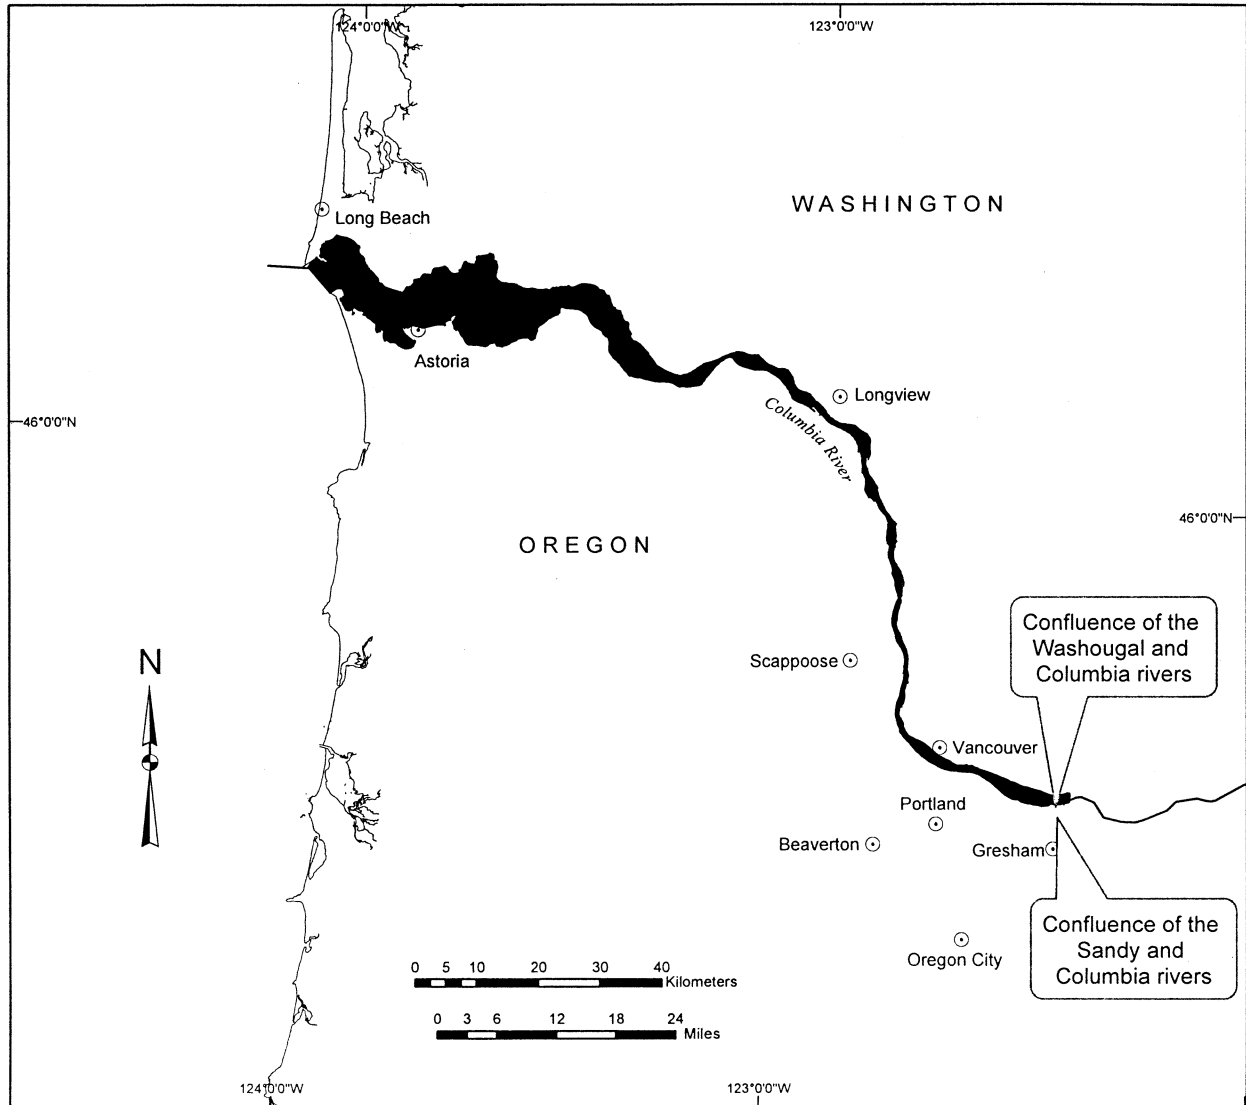 124°0'0"W
123°0'0"W
WASHINGTON
Long Beach
Astoria
Longview
Columbia River
46°0'0"N
46°0'0"N
OREGON
Confluence of the
Washougal and
Columbia rivers
N
Scappoose
Vancouver
Portland
Beaverton
Gresham
Confluence of the
Sandy and
Columbia rivers
Oregon City
0 5 10 20 30 40
Kilometers
0 3 6 12 18 24
Miles
124°0'0"W
123°0'0"W